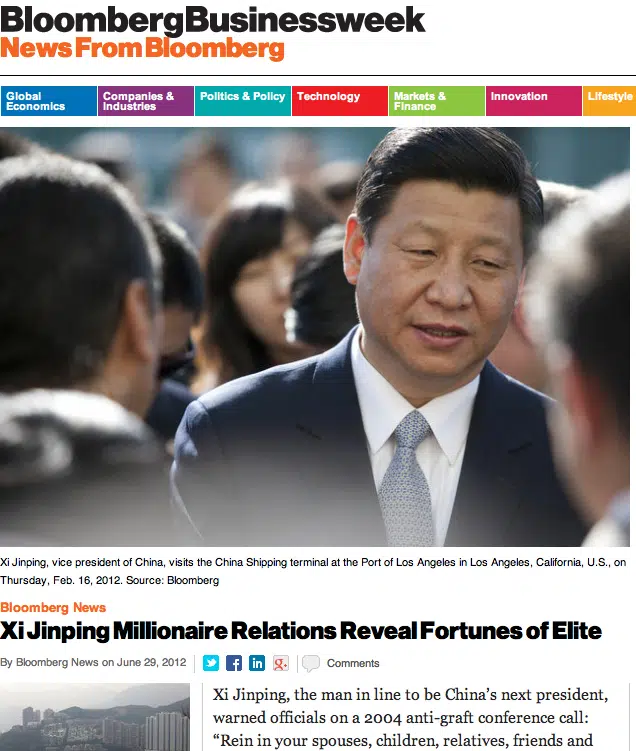 BloombergBusinessweek
News From Bloomberg
Global Economics
Companies & Industries
Politics & Policy
Technology
Markets & Finance
Innovation
Lifestyle
Xi Jinping, vice president of China, visits the China Shipping terminal at the Port of Los Angeles in Los Angeles, California, U.S., on
Thursday, Feb. 16, 2012. Source: Bloomberg
Bloomberg News
Xi Jinping Millionaire Relations Reveal Fortunes of Elite
By Bloomberg News on June 29, 2012
Comments
Xi Jinping, the man in line to be China’s next president,
warned officials on a 2004 anti-graft conference call:
“Rein in your spouses, children, relatives, friends and